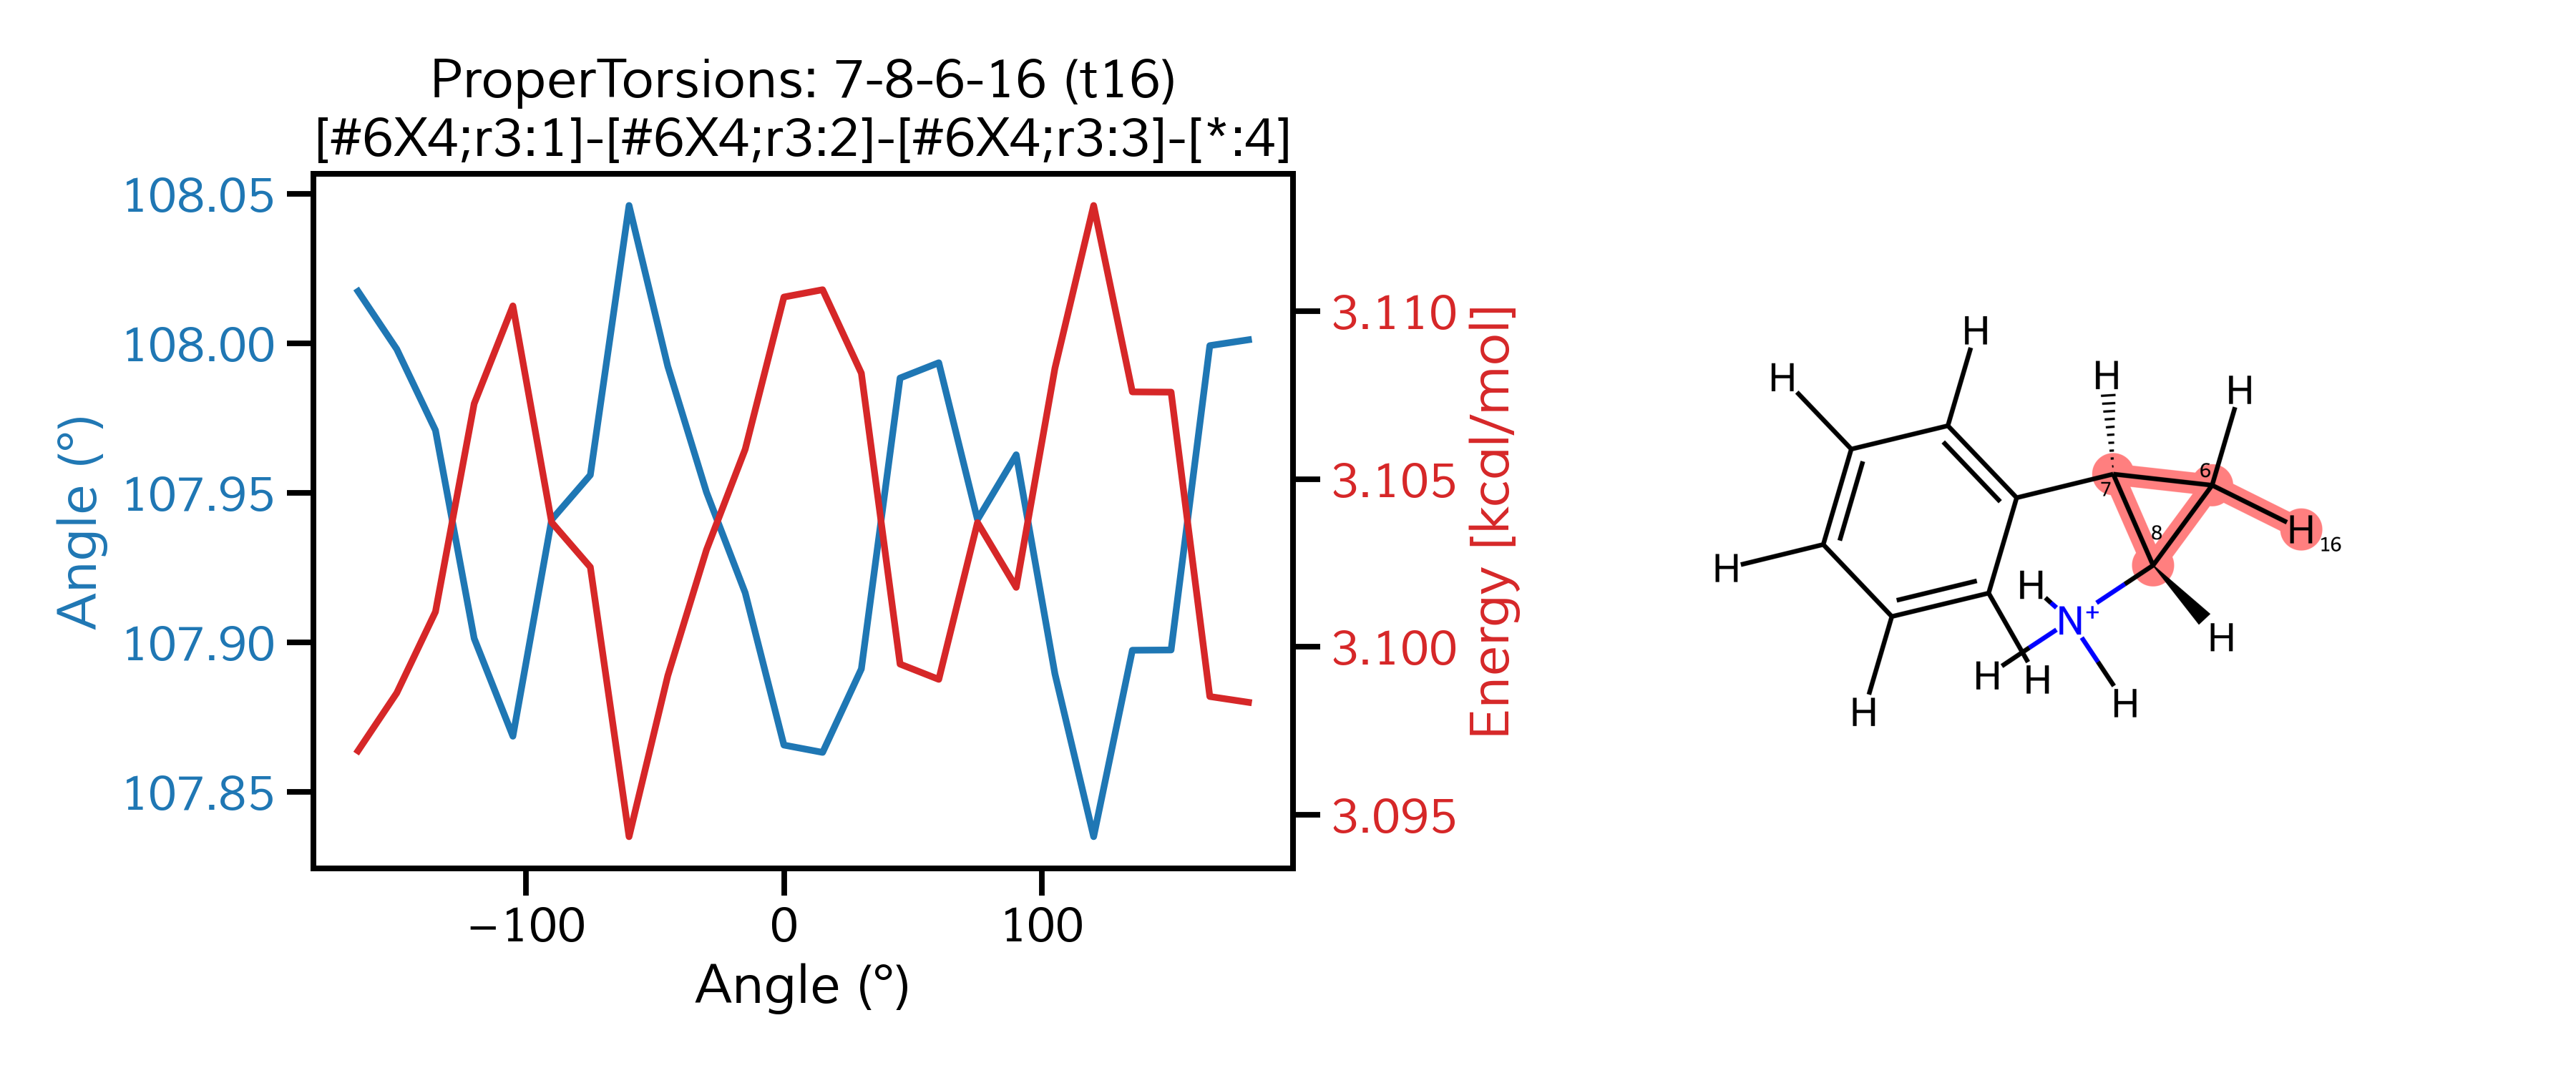 ProperTorsions: 7-8-6-16 (t16)
[#6X4;r3:1]-[#6X4;r3:2]-[#6X4;r3:3]-[*:4]
108.05
108.00
107.95
107.90
107.85
Angle (°)
3.110
3.105
3.100
3.095
Energy [kcal/mol]
−100
0
100
Angle (°)
H
H
H
H
6
7
H
16
8
H
H
N+
H
H
H
H
H